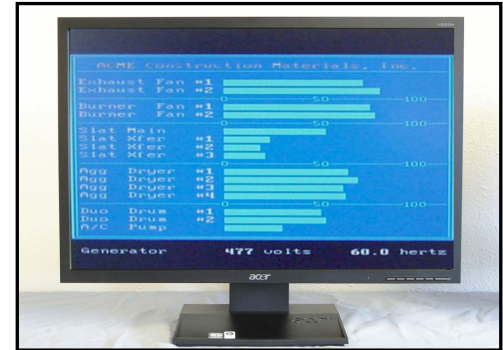 ACME Construction Materials, Inc.
Exhaust Fan #1
Exhaust Fan #2
0 50 100
Burner Fan #1
Burner Fan #2
0 50 100
Slat Main
Slat Xfer #1
Slat Xfer #2
Slat Xfer #3
0 50 100
Agg Dryer #1
Agg Dryer #2
Agg Dryer #3
Agg Dryer #4
0 50 100
Duo Drum #1
Duo Drum #2
A/C Pump
Generator 477 volts 60.0 hertz
acer